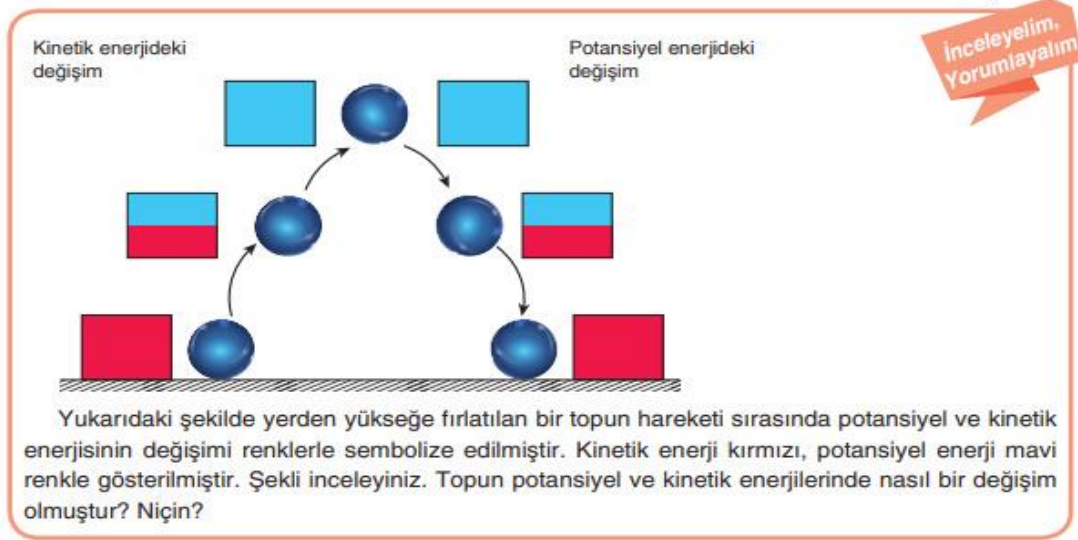 Kinetik enerjideki
değişim
Potansiyel enerjideki
değişim
İnceleyelim,
Yorumlayalım
Yukarıdaki şekilde yerden yükseğe fırlatılan bir topun hareketi sırasında potansiyel ve kinetik
enerjisinin değişimi renklerle sembolize edilmiştir. Kinetik enerji kırmızı, potansiyel enerji mavi
renkle gösterilmiştir. Şekli inceleyiniz. Topun potansiyel ve kinetik enerjilerinde nasıl bir değişim
olmuştur? Niçin?